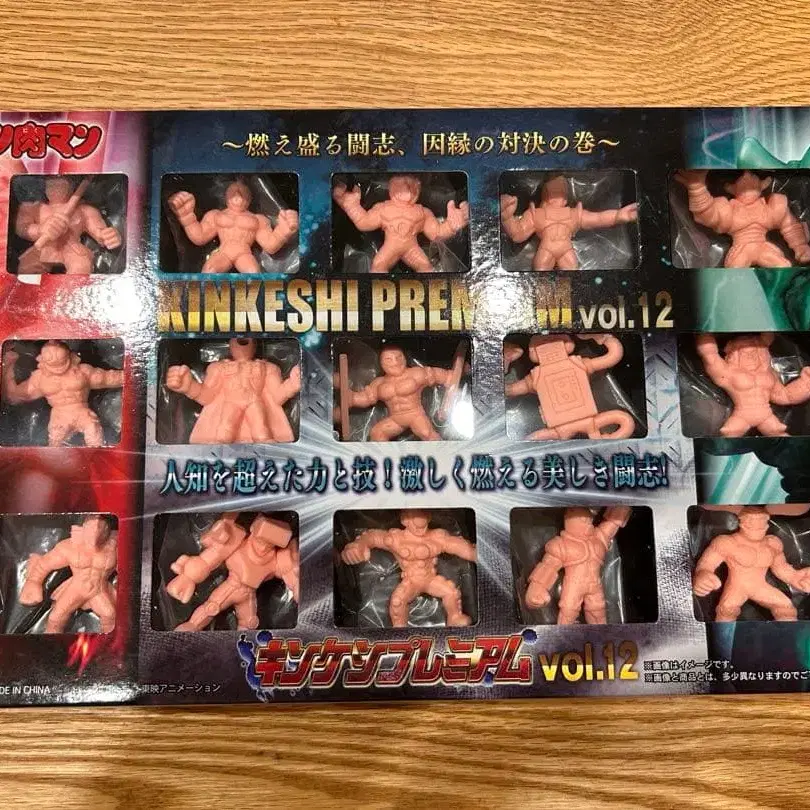 ン肉マン
〜燃え盛る闘志、因縁の対決の巻〜
KINKESHI PREMIUM vol.12
人知を超えた力と技!激しく燃える美しき闘志!
キンケシプレミアム vol.12
※画像はイメージです。
※画像と商品とは、多少異なりますのでご
DE IN CHINA
東映アニメーション